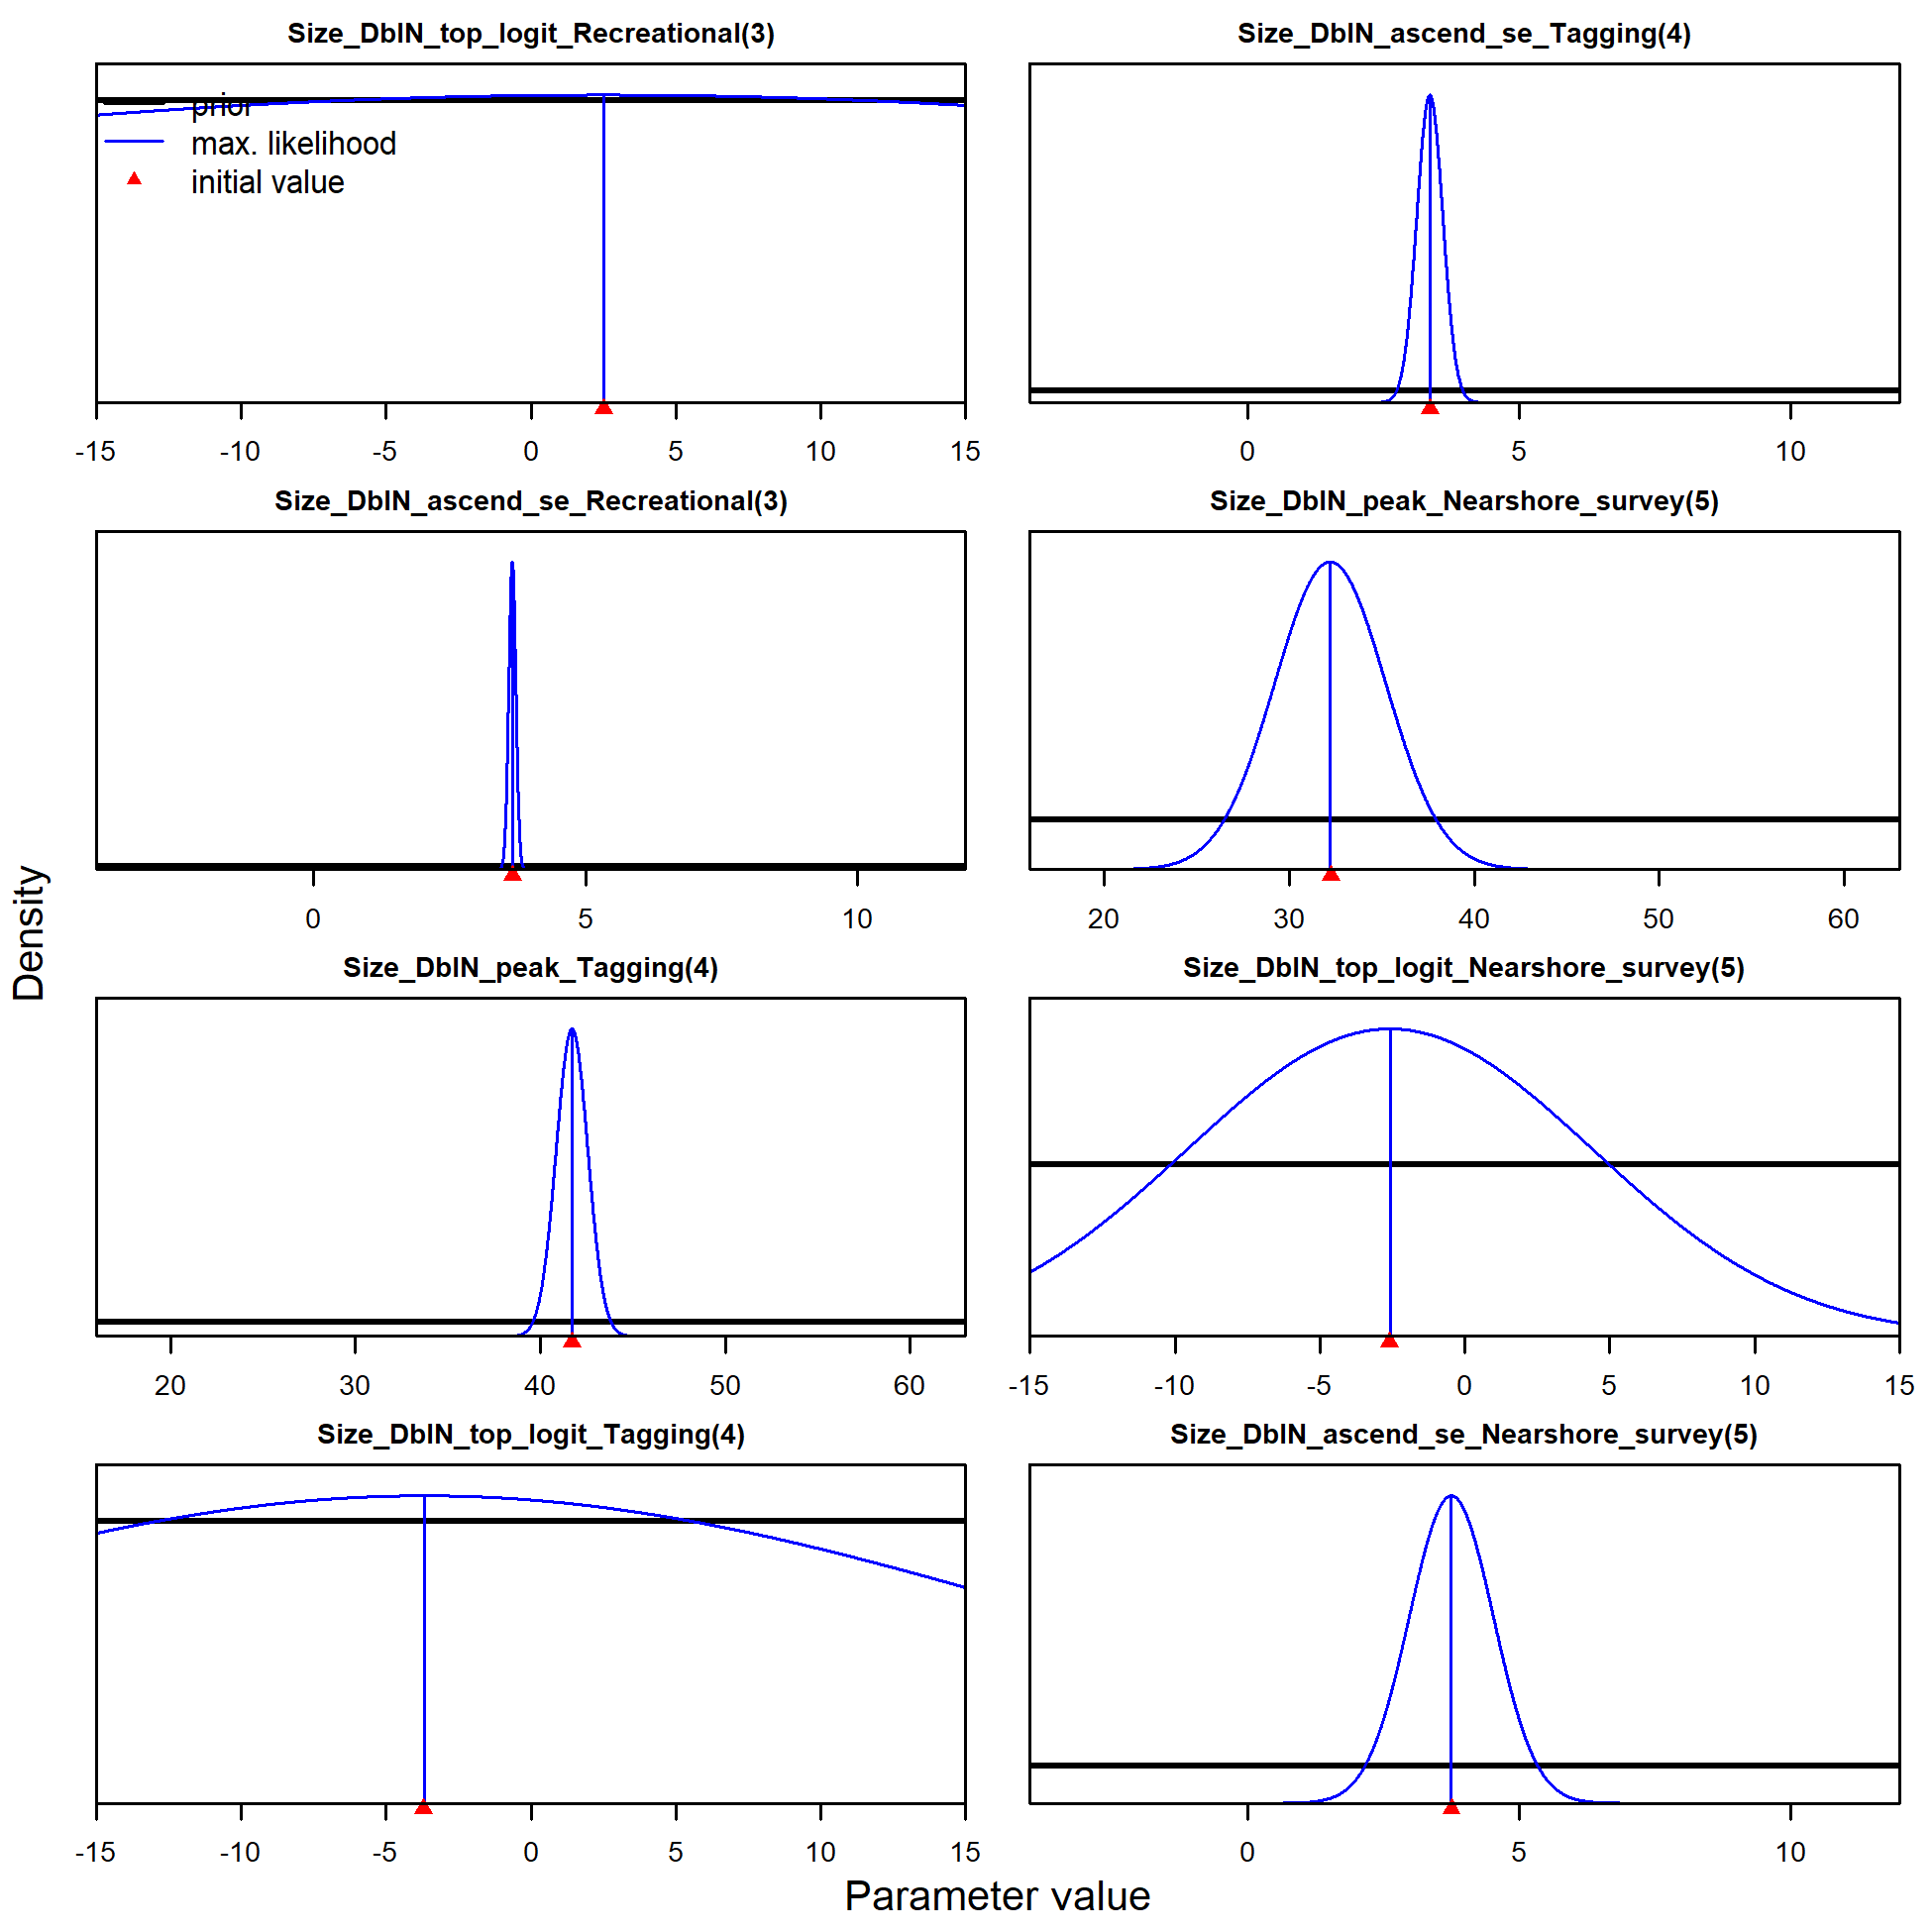 Size_DblN_top_logit_Recreational(3)
prior
max. likelihood
initial value
-15 -10 -5 0 5 10 15
Size_DblN_ascend_se_Tagging(4)
0 5 10
Size_DblN_ascend_se_Recreational(3)
0 5 10
Size_DblN_peak_Nearshore_survey(5)
20 30 40 50 60
Size_DblN_peak_Tagging(4)
20 30 40 50 60
Size_DblN_top_logit_Nearshore_survey(5)
-15 -10 -5 0 5 10 15
Size_DblN_top_logit_Tagging(4)
-15 -10 -5 0 5 10 15
Size_DblN_ascend_se_Nearshore_survey(5)
0 5 10
Density
Parameter value